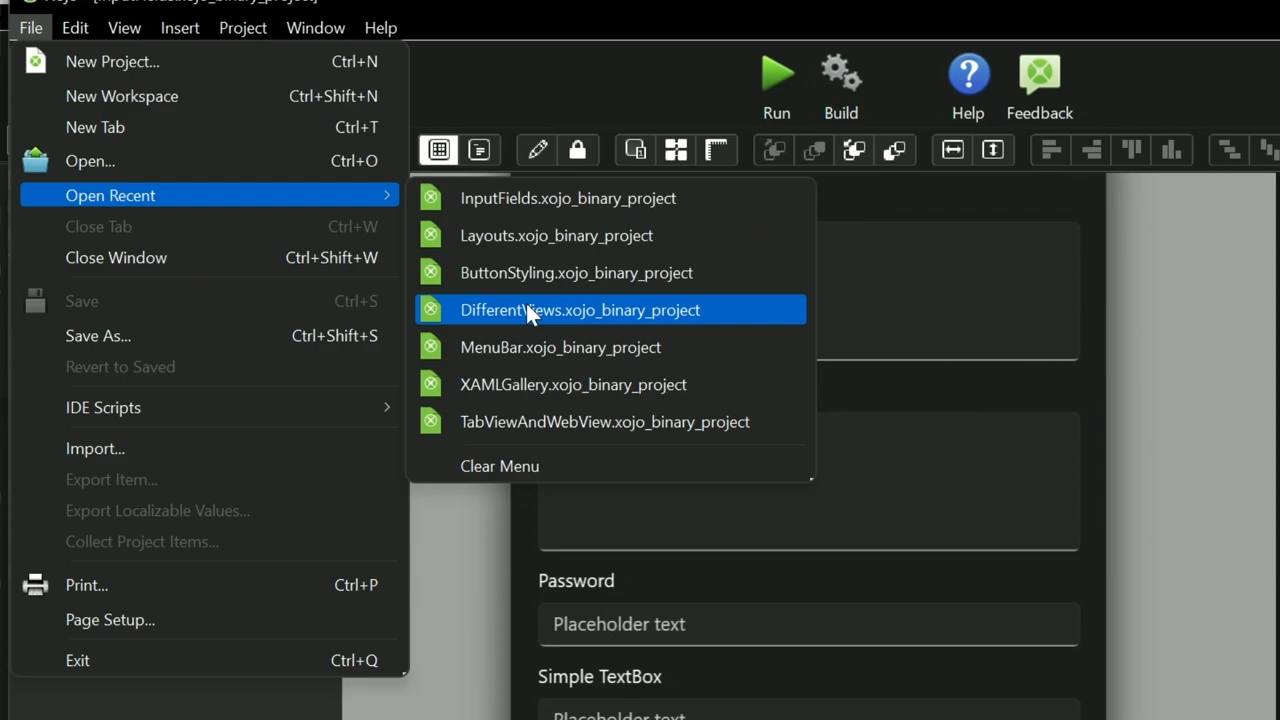 File Edit View Insert Project Window Help
New Project... Ctrl+N
New Workspace Ctrl+Shift+N
New Tab Ctrl+T
Open... Ctrl+O
Open Recent
Close Tab Ctrl+W
Close Window Ctrl+Shift+W
Save Ctrl+S
Save As... Ctrl+Shift+S
Revert to Saved
IDE Scripts
Import...
Export Item...
Export Localizable Values...
Collect Project Items...
Print... Ctrl+P
Page Setup...
Exit Ctrl+Q
Run Build Help Feedback
InputFields.xojo_binary_project
Layouts.xojo_binary_project
ButtonStyling.xojo_binary_project
DifferentViews.xojo_binary_project
MenuBar.xojo_binary_project
XAMLGallery.xojo_binary_project
TabViewAndWebView.xojo_binary_project
Clear Menu
Password
Placeholder text
Simple TextBox
Placeholder text